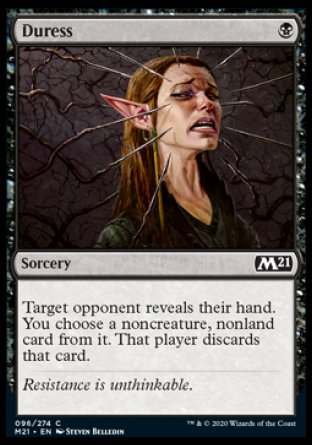 Duress
Sorcery
M21
Target opponent reveals their hand.
You choose a noncreature, nonland
card from it. That player discards
that card.
Resistance is unthinkable.
096/274 C
M21 • EN Steven Belledin
™ & © 2020 Wizards of the Coast